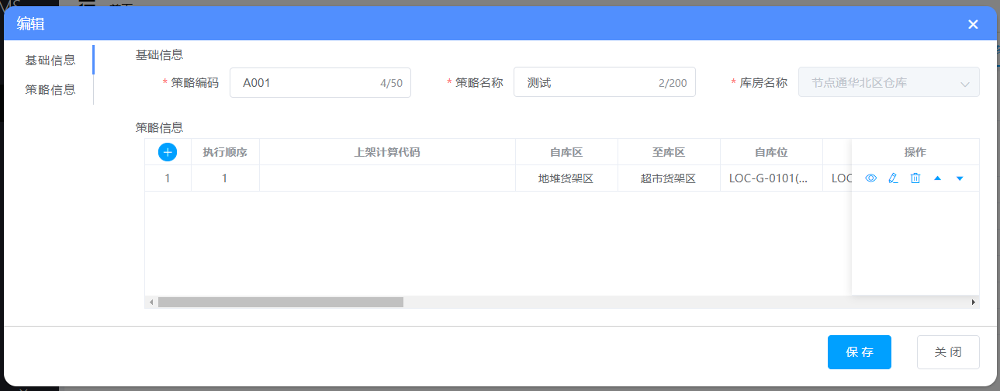 编辑
基础信息
策略信息
基础信息
* 策略编码 A001 4/50 * 策略名称 测试 2/200 * 库房名称 节点通华北区仓库
策略信息
执行顺序 上架计算代码 自库区 至库区 自库位 操作
1 1 地堆货架区 超市货架区 LOC-G-0101(... LOC
保存 关闭